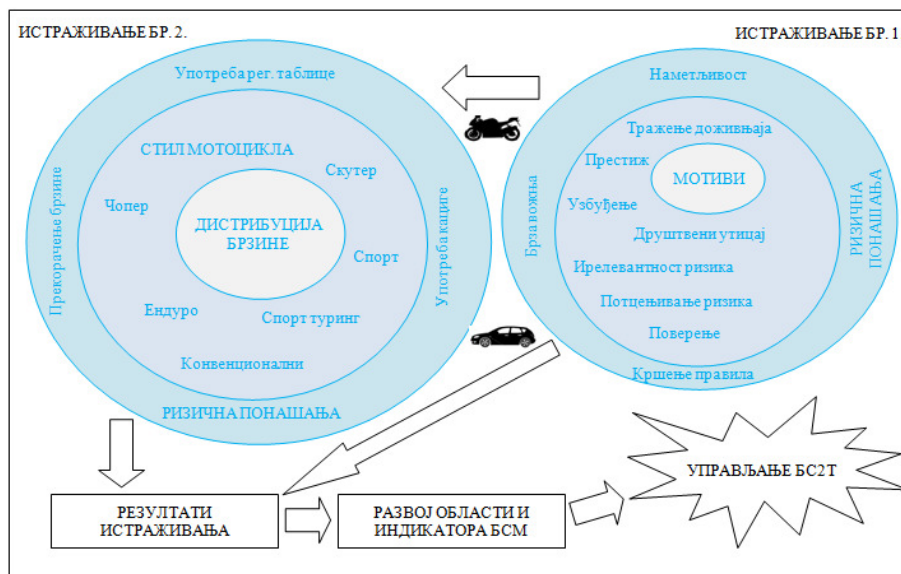 ИСТРАЖИВАЊЕ БР. 2.
Употреба рег. таблице
СТИЛ МОТОЦИКЛА
Скутер
Чопер
ДИСТРИБУЦИЈА
БРЗИНЕ
Спорт
Ендуро
Спорт туринг
Конвенционални
Прекорачење брзине
Употреба кациге
РИЗИЧНА ПОНАШАЊА
ИСТРАЖИВАЊЕ БР. 1
Наметљивост
Тражење доживњаја
Престиж
МОТИВИ
Узбуђење
Друштвени утицај
Ирелевантност ризика
Потцењивање ризика
Поверење
Брза вожња
РИЗИЧНА
ПОНАШАЊА
Кршење правила
УПРАВЉАЊЕ БС2Т
РЕЗУЛТАТИ
ИСТРАЖИВАЊА
РАЗВОЈ ОБЛАСТИ И
ИНДИКАТОРА БСМ